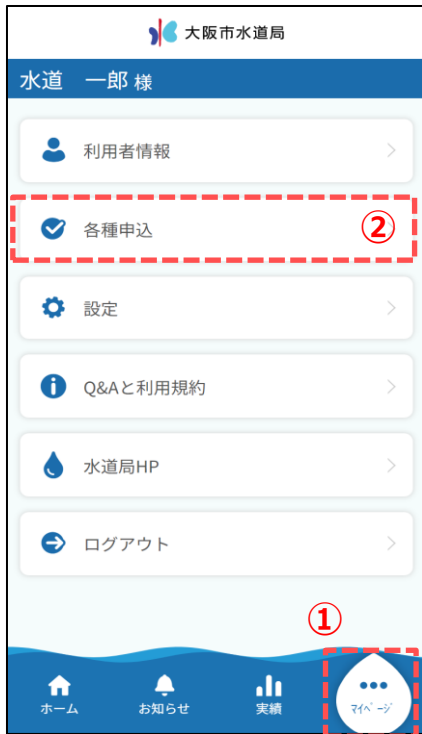 大阪市水道局
水道　一郎 様
利用者情報
各種申込
②
設定
Q&Aと利用規約
水道局HP
ログアウト
①
ホーム
お知らせ
実績
ﾏｲﾍﾟｰｼﾞ